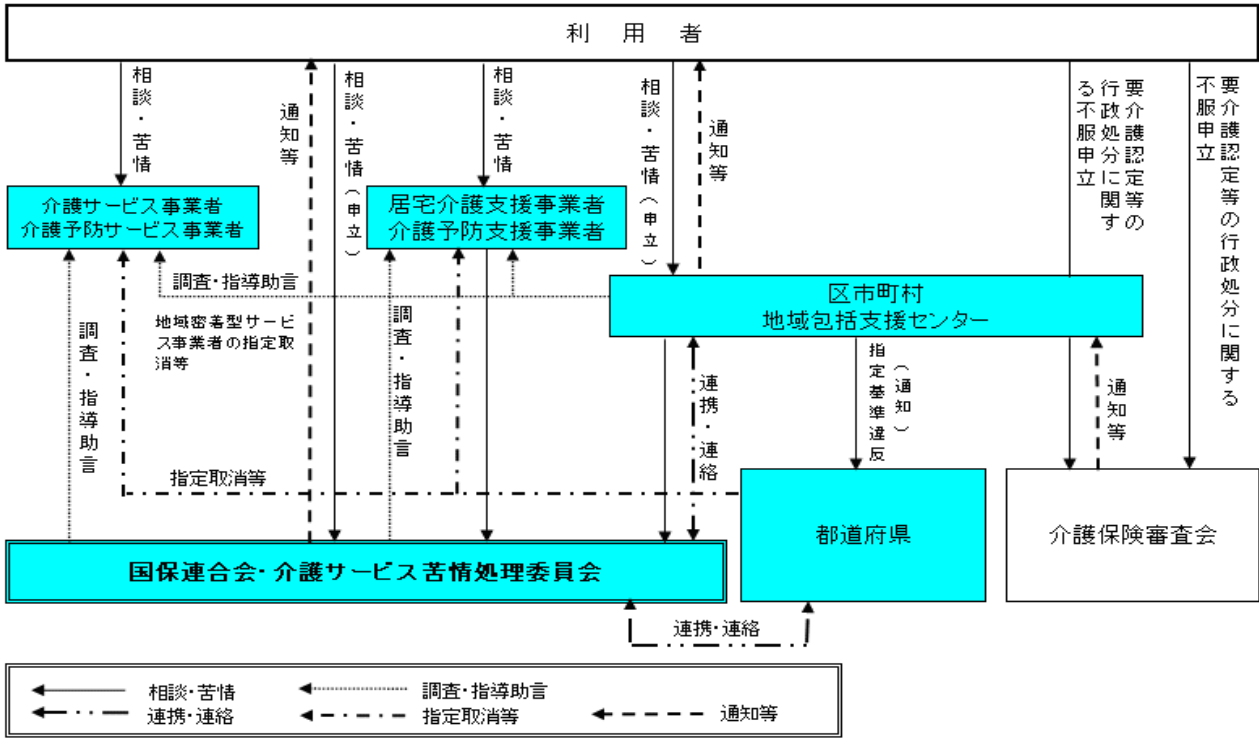 利 用 者
相談・苦情
通知等
相談・苦情(申立)
相談・苦情
相談・苦情(申立)
通知等
要介護認定等の
行政処分に関す
る不服申立
要介護認定等の行政処分に関する
不服申立
介護サービス事業者
介護予防サービス事業者
居宅介護支援事業者
介護予防支援事業者
調査・指導助言
区市町村
地域包括支援センター
地域密着型サービ
ス事業者の指定取
消等
調査・指導助言
調査・指導助言
連携・連絡
(通知)
指定基準違反
通知等
指定取消等
国保連合会・介護サービス苦情処理委員会
都道府県
介護保険審査会
連携・連絡
相談・苦情
調査・指導助言
連携・連絡
指定取消等
通知等